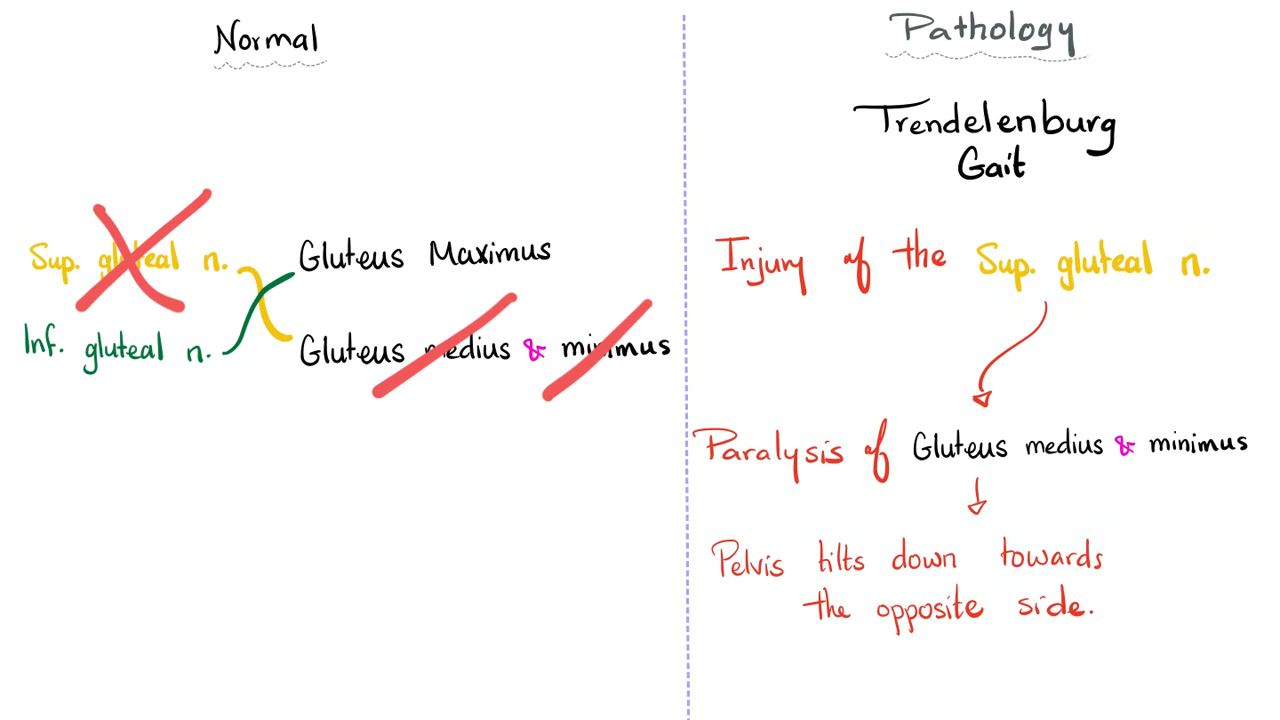 Normal
Sup. gluteal n.
Gluteus Maximus
Inf. gluteal n.
Gluteus medius & minimus
Pathology
Trendelenburg
Gait
Injury of the Sup. gluteal n.
Paralysis of Gluteus medius & minimus
Pelvis tilts down towards
the opposite side.